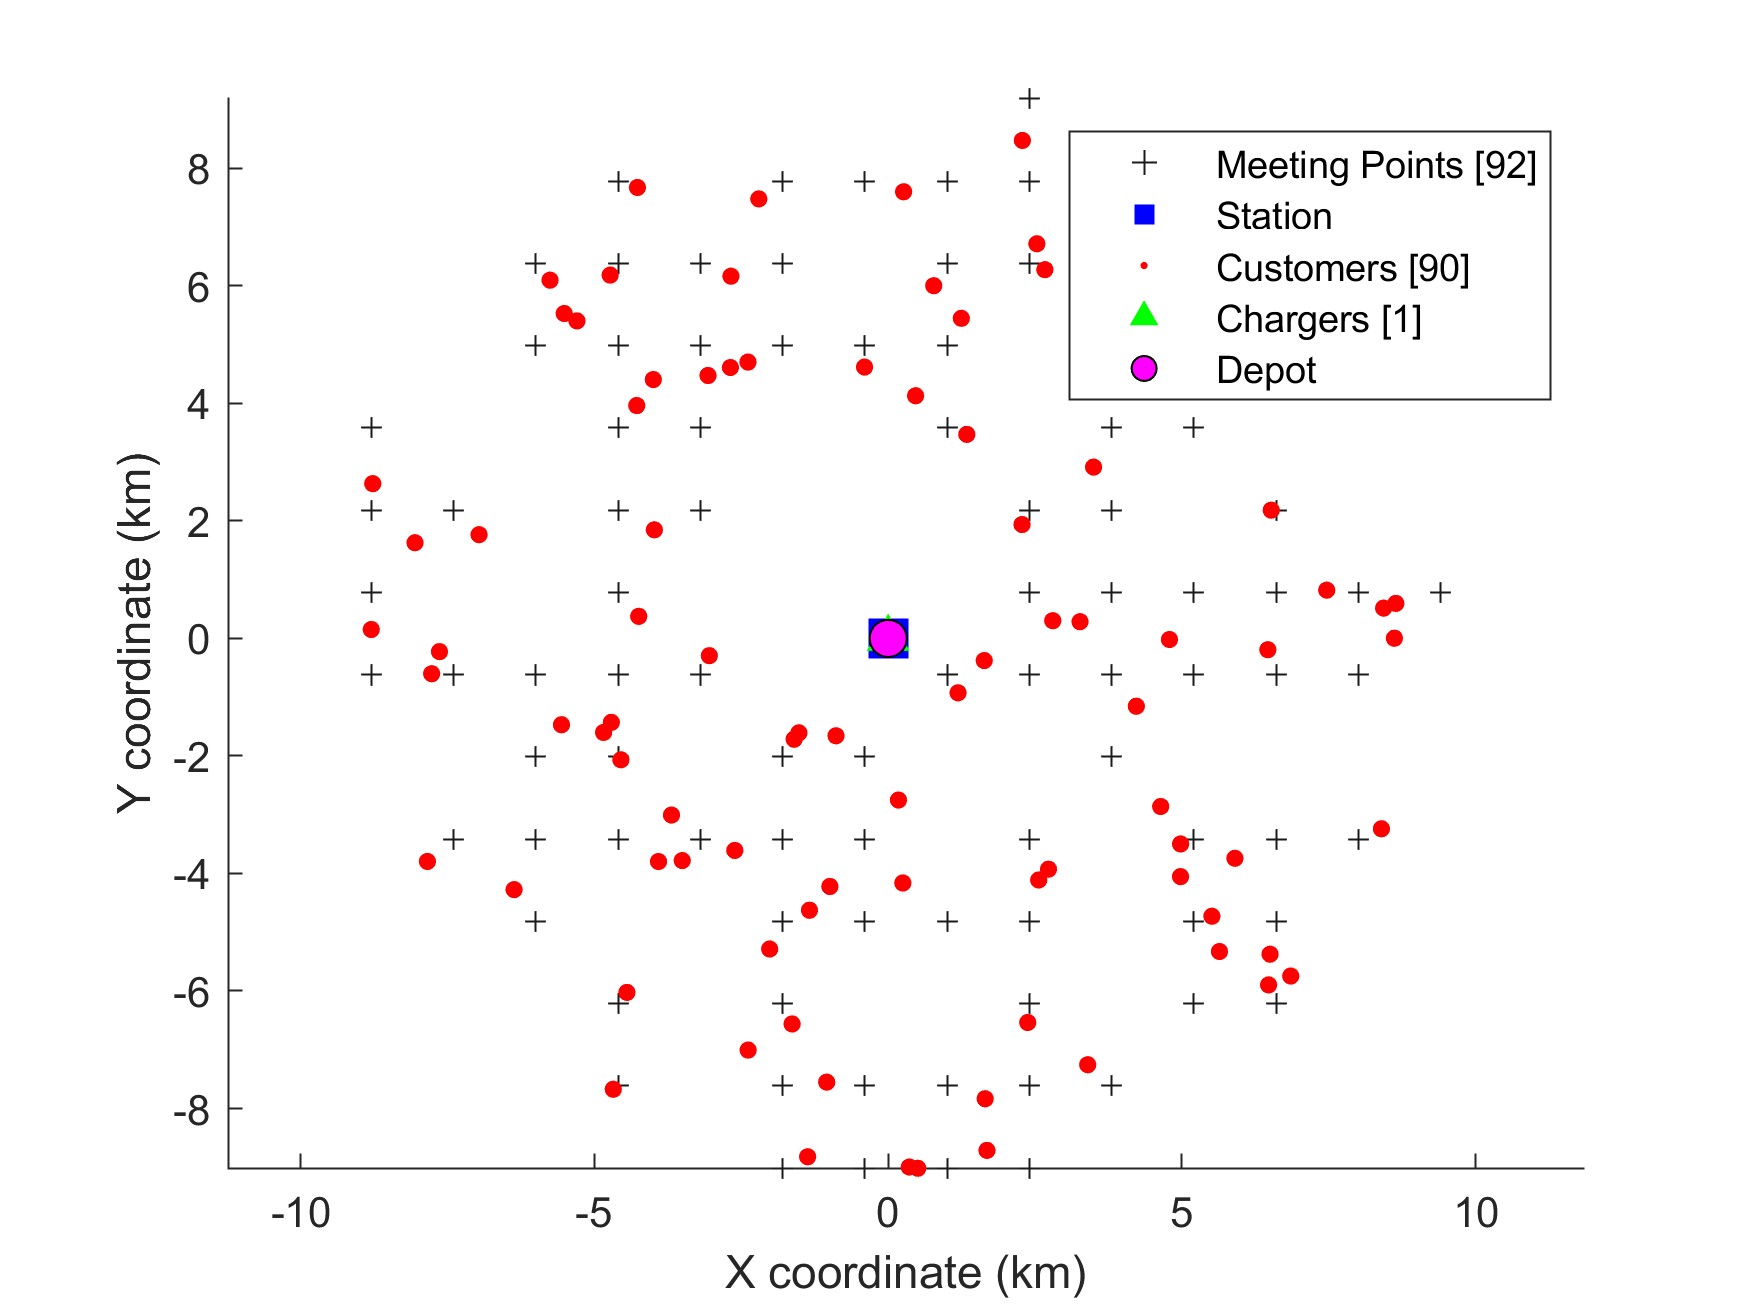 Meeting Points [92]
Station
Customers [90]
Chargers [1]
Depot
8
6
4
2
0
-2
-4
-6
-8
Y coordinate (km)
-10 -5 0 5 10
X coordinate (km)